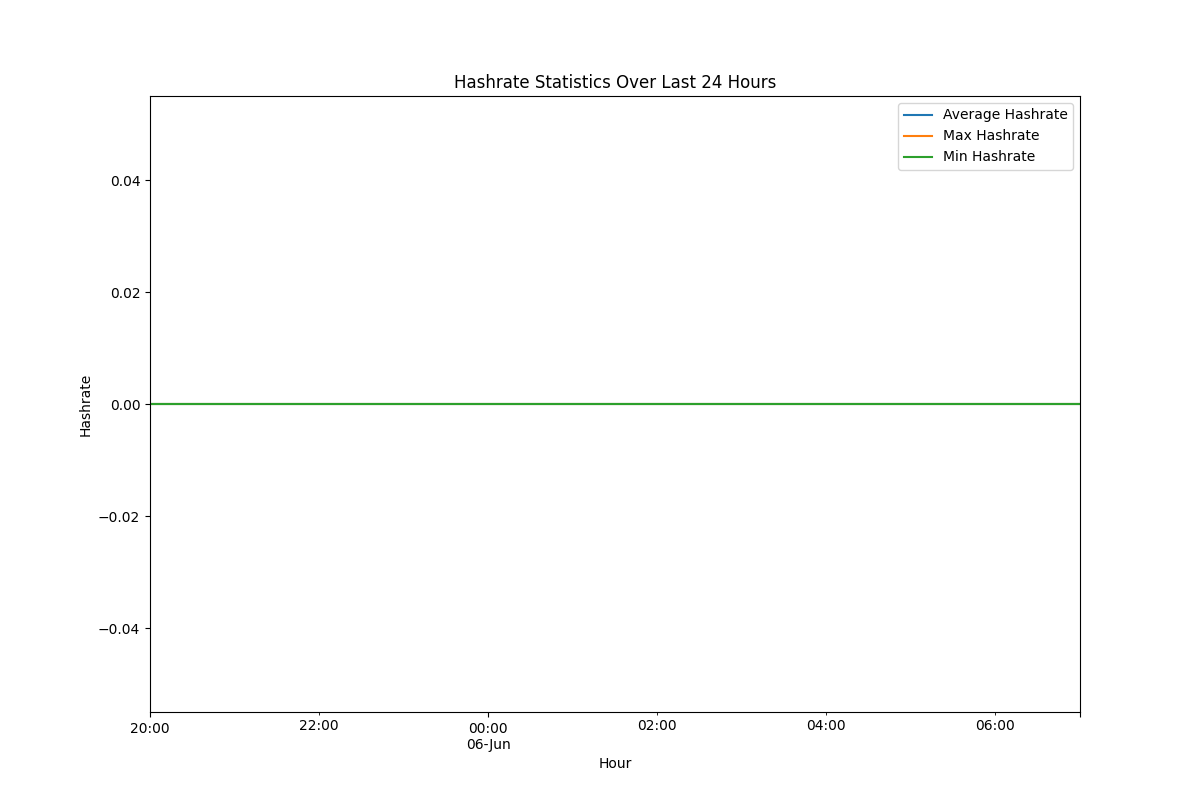 Hashrate Statistics Over Last 24 Hours
Average Hashrate
Max Hashrate
Min Hashrate
0.04
0.02
0.00
−0.02
−0.04
Hashrate
20:00
22:00
00:00
06-Jun
02:00
04:00
06:00
Hour